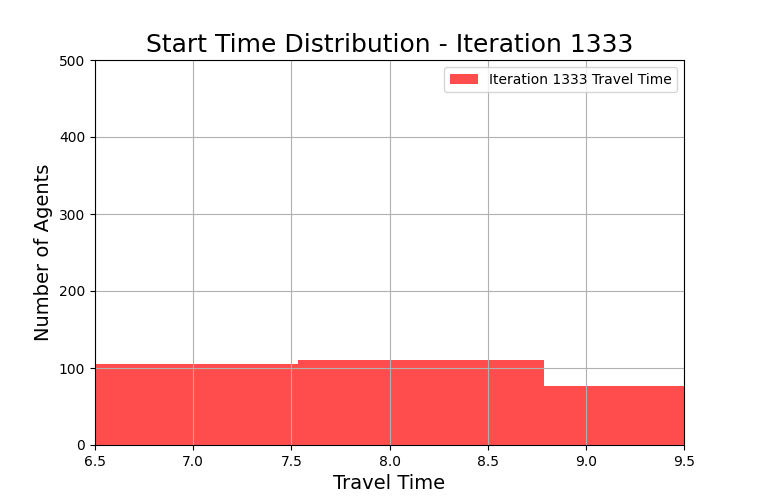 Start Time Distribution - Iteration 1333
Iteration 1333 Travel Time
Number of Agents
500
400
300
200
100
0
6.5 7.0 7.5 8.0 8.5 9.0 9.5
Travel Time